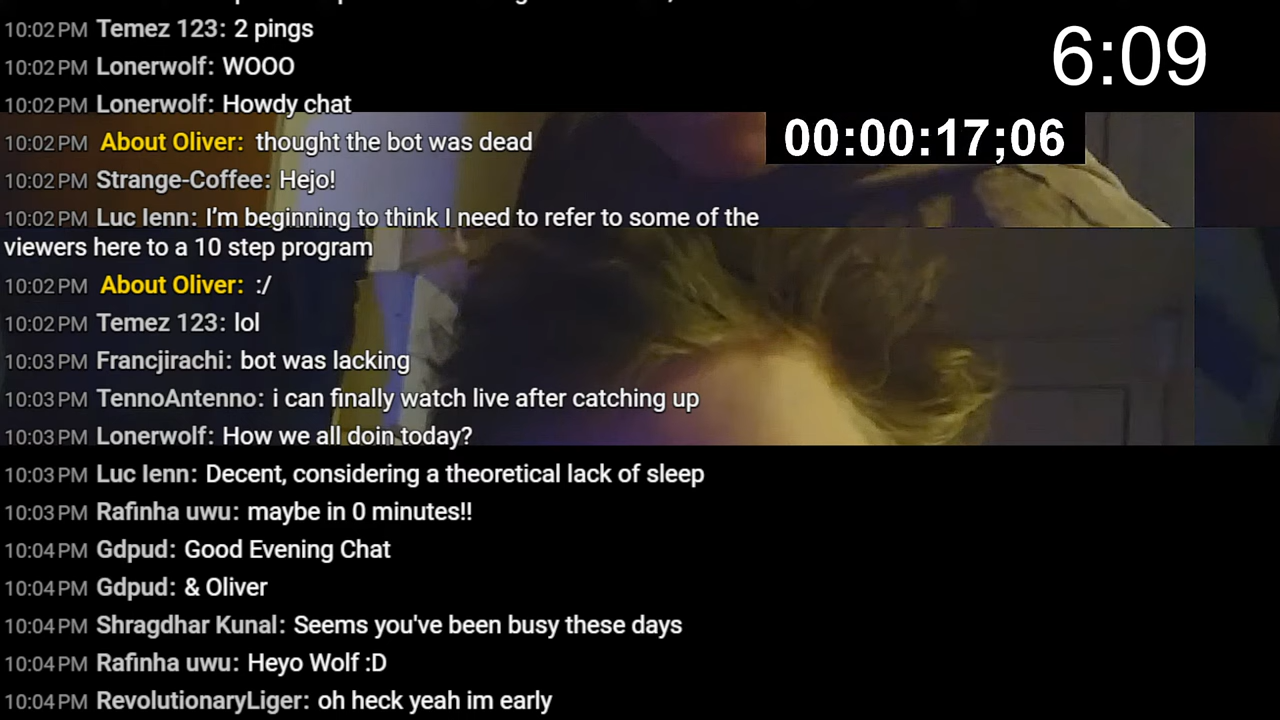 10:02 PM Temez 123: 2 pings
6:09
10:02 PM Lonerwolf: WOOO
10:02 PM Lonerwolf: Howdy chat
00:00:17;06
10:02 PM About Oliver: thought the bot was dead
10:02 PM Strange-Coffee: Hejo!
10:02 PM Luc Ienn: I'm beginning to think I need to refer to some of the
viewers here to a 10 step program
10:02 PM About Oliver: :/
10:02 PM Temez 123: lol
10:03 PM Francjirachi: bot was lacking
10:03 PM TennoAntenno: i can finally watch live after catching up
10:03 PM Lonerwolf: How we all doin today?
10:03 PM Luc Ienn: Decent, considering a theoretical lack of sleep
10:03 PM Rafinha uwu: maybe in 0 minutes!!
10:04 PM Gdpud: Good Evening Chat
10:04 PM Gdpud: & Oliver
10:04 PM Shragdhar Kunal: Seems you've been busy these days
10:04 PM Rafinha uwu: Heyo Wolf :D
10:04 PM RevolutionaryLiger: oh heck yeah im early